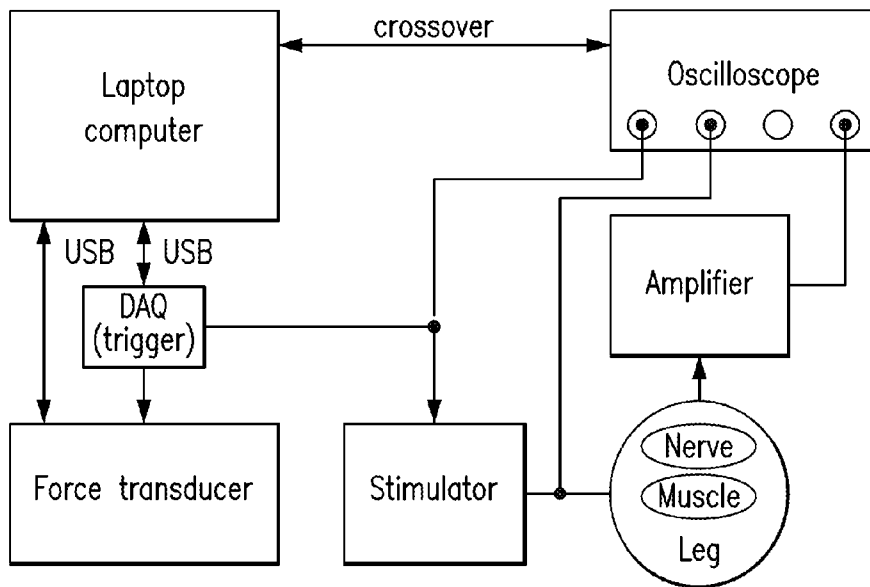 crossover
Laptop
computer
Oscilloscope
USB USB
Amplifier
DAQ
(trigger)
Force transducer
Stimulator
Nerve
Muscle
Leg